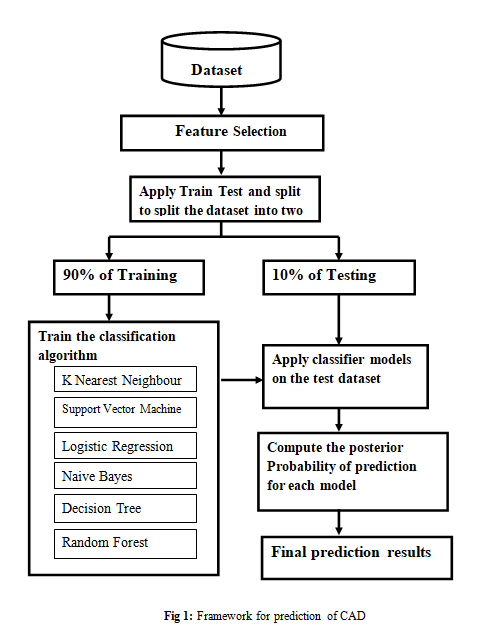 Dataset
Feature Selection
Apply Train Test and split
to split the dataset into two
90% of Training
10% of Testing
Train the classification
algorithm
K Nearest Neighbour
Support Vector Machine
Logistic Regression
Naive Bayes
Decision Tree
Random Forest
Apply classifier models
on the test dataset
Compute the posterior
Probability of prediction
for each model
Final prediction results
Fig 1: Framework for prediction of CAD